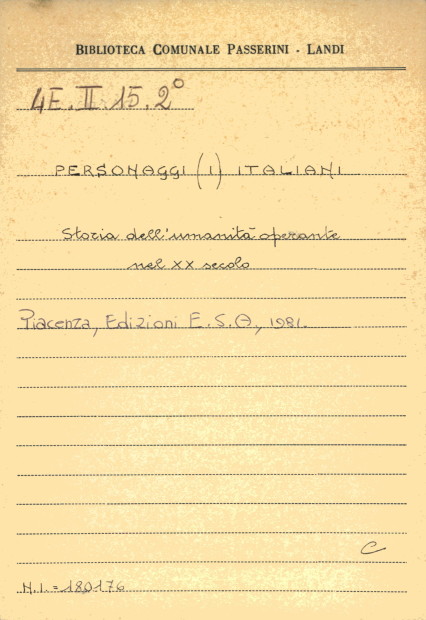 BIBLIOTECA COMUNALE PASSERINI - LANDI
4E.II.15.2°
PERSONAGGI (I) ITALIANI
Storia dell'umanità operante
nel XX secolo
Piacenza, Edizioni E.S.A., 1981.
C
N.I. = 180176